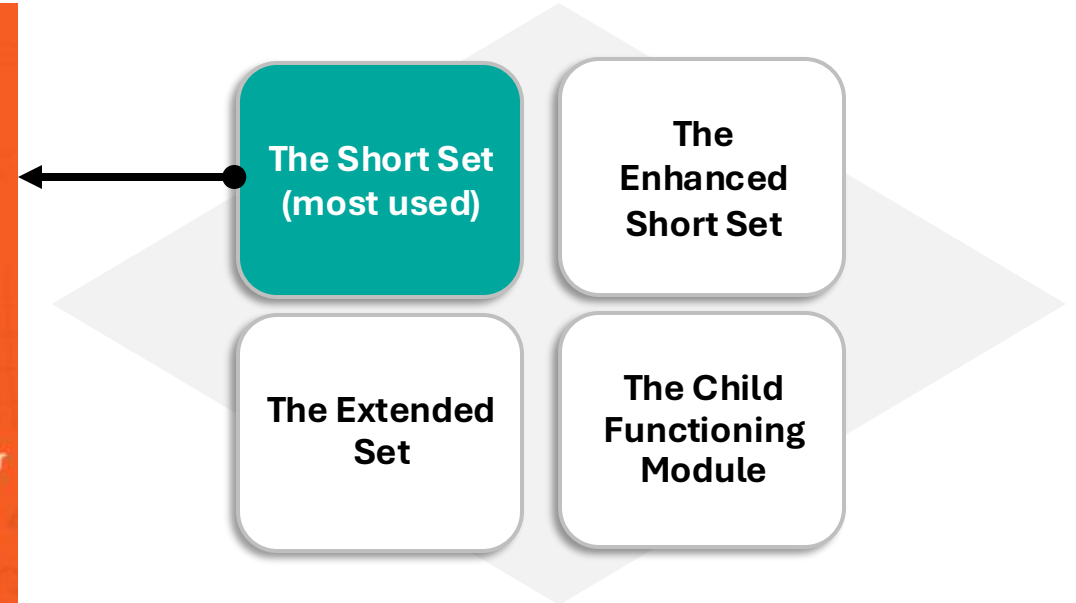 The Short Set
(most used)
The
Enhanced
Short Set
The Extended
Set
The Child
Functioning
Module